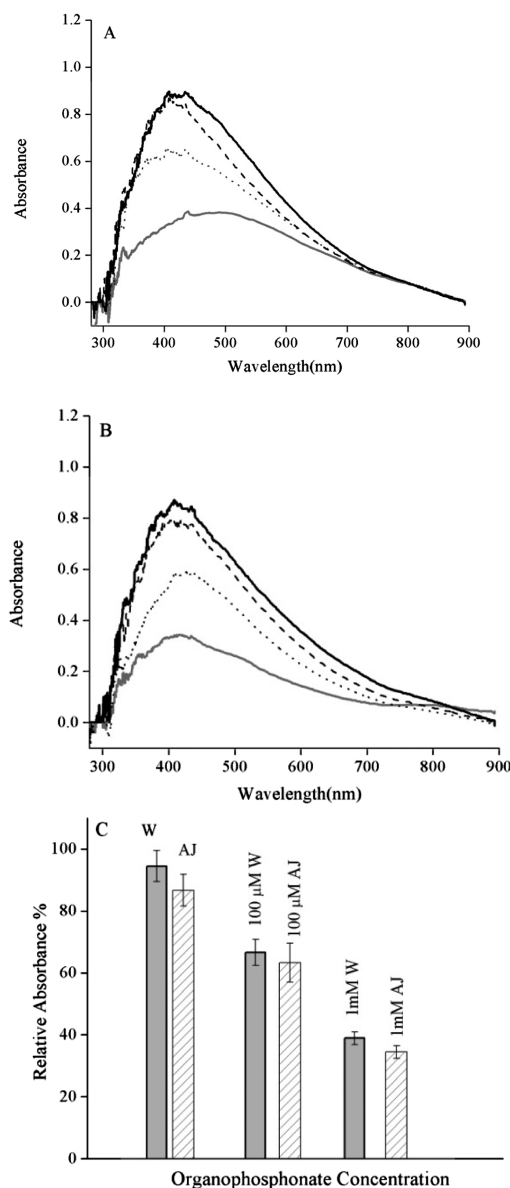 A
1.2
1.0
0.8
0.6
0.4
0.2
0.0
Absorbance
300 400 500 600 700 800 900
Wavelength(nm)
B
1.2
1.0
0.8
0.6
0.4
0.2
0.0
Absorbance
300 400 500 600 700 800 900
Wavelength(nm)
C
W
AJ
100 μM W
100 μM AJ
1mM W
1mM AJ
100
80
60
40
20
0
Relative Absorbance %
Organophosphonate Concentration